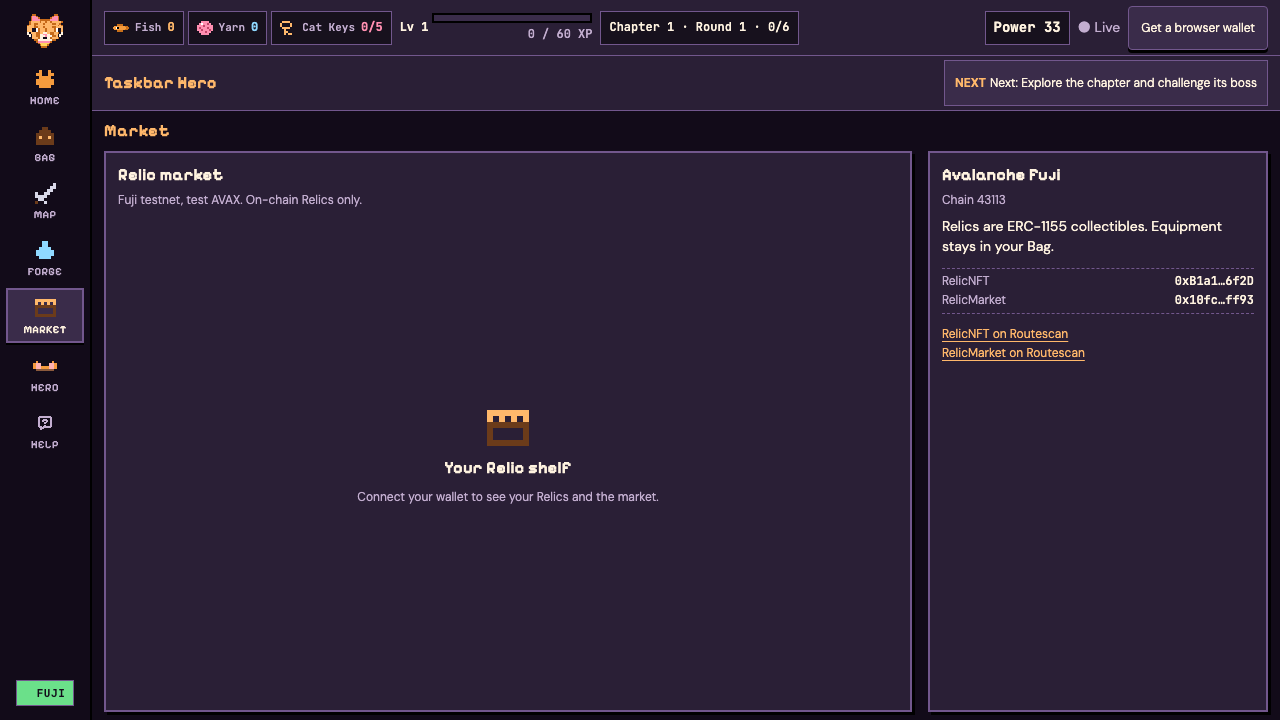 Fish 0
Yarn 0
Cat Keys 0/5
Lv 1
0 / 60 XP
Chapter 1 · Round 1 · 0/6
Power 33
Live
Get a browser wallet
HOME
BAG
MAP
FORGE
MARKET
HERO
HELP
FUJI
Taskbar Hero
NEXT Next: Explore the chapter and challenge its boss
Market
Relic market
Fuji testnet, test AVAX. On-chain Relics only.
Your Relic shelf
Connect your wallet to see your Relics and the market.
Avalanche Fuji
Chain 43113
Relics are ERC-1155 collectibles. Equipment
stays in your Bag.
RelicNFT 0xB1a1…6f2D
RelicMarket 0x10fc…ff93
RelicNFT on Routescan
RelicMarket on Routescan